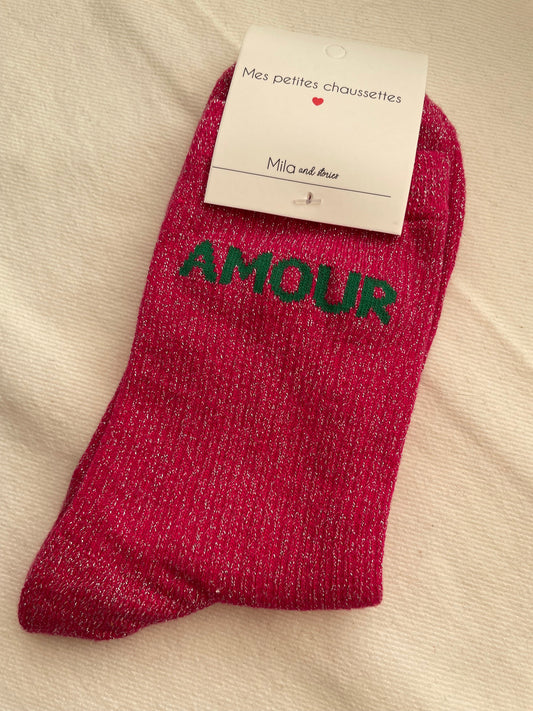 Mes petites chaussettes
Mila and stories
AMOUR